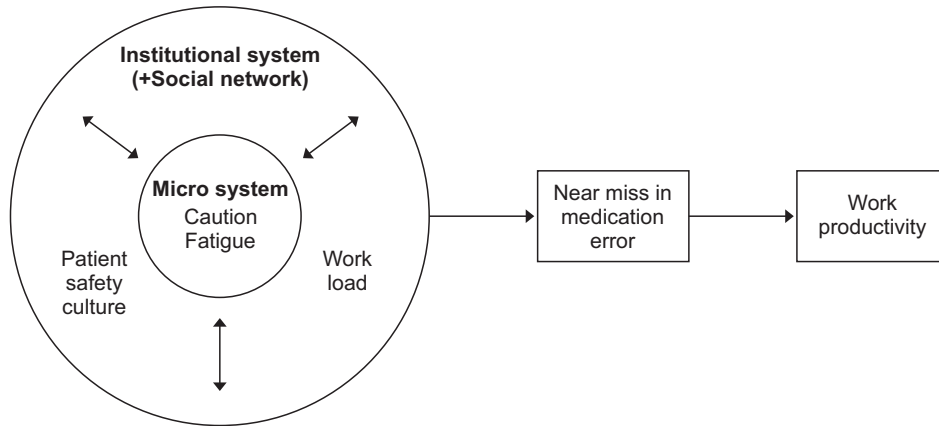 Institutional system
(+Social network)
Micro system
Caution
Fatigue
Patient
safety
culture
Work
load
Near miss in
medication
error
Work
productivity